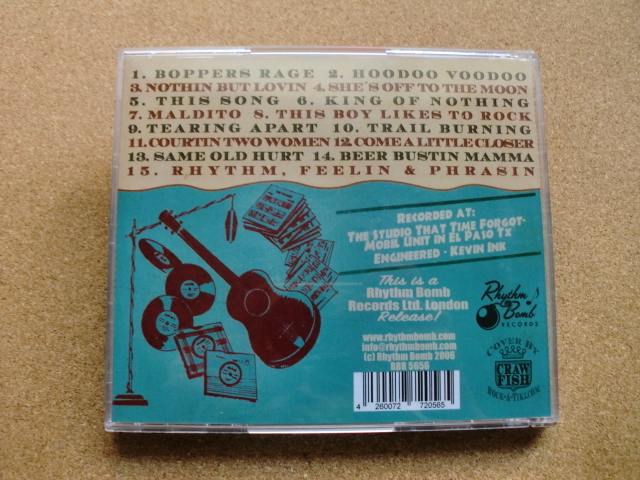 1. BOPPERS RAGE 2. HOODOO VOODOO
3. NOTHIN BUT LOVIN 4. SHE'S OFF TO THE MOON
5. THIS SONG 6. KING OF NOTHING
7. MALDITO 8. THIS BOY LIKES TO ROCK
9. TEARING APART 10. TRAIL BURNING
11. COURTIN TWO WOMEN 12. COME A LITTLE CLOSER
13. SAME OLD HURT 14. BEER BUSTIN MAMMA
15. RHYTHM, FEELIN & PHRASIN
RECORDED AT:
THE STUDIO THAT TIME FORGOT-
MOBIL UNIT IN EL PASO TX
ENGINEERED - KEVIN INK
This is a
Rhythm Bomb
Records Ltd. London
Release!
www.rhythmbomb.com
info@rhythmbomb.com
(c) Rhythm Bomb 2006
RBR 5656
4 260072 720565
Rhythm
Bomb
RECORDS
COVER BY
CRAW
FISH
ROCK-A-TIKI.COM